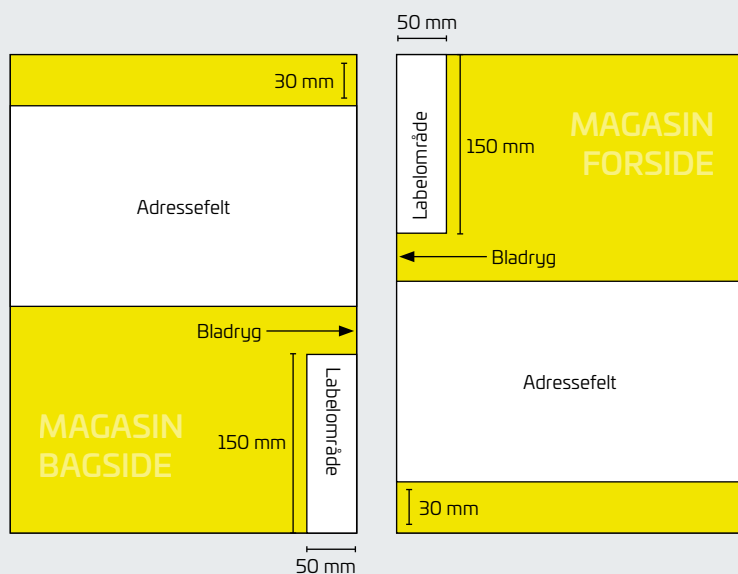 30 mm
Adressefelt
Bladryg
Labelområde
150 mm
MAGASIN
BAGSIDE
50 mm
50 mm
Labelområde
150 mm
MAGASIN
FORSIDE
Bladryg
Adressefelt
30 mm